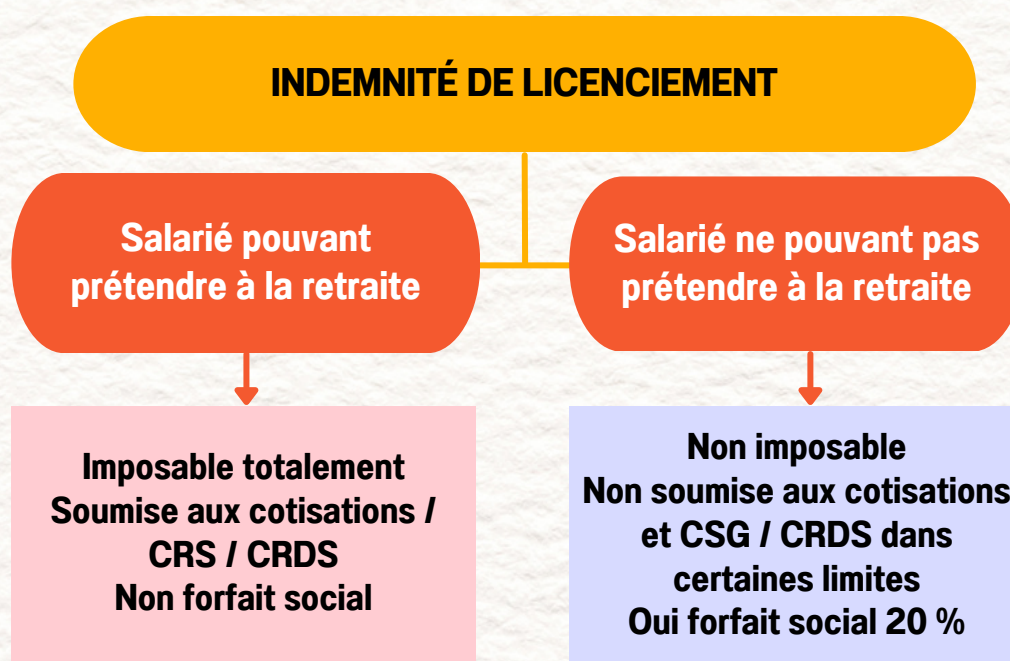 INDEMNITÉ DE LICENCIEMENT
Salarié pouvant
prétendre à la retraite
Salarié ne pouvant pas
prétendre à la retraite
Imposable totalement
Soumise aux cotisations /
CRS / CRDS
Non forfait social
Non imposable
Non soumise aux cotisations
et CSG / CRDS dans
certaines limites
Oui forfait social 20 %